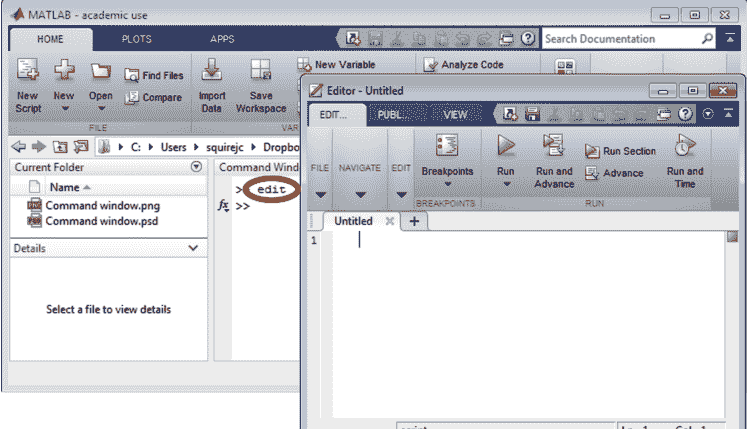 MATLAB - academic use
HOME PLOTS APPS
Search Documentation
New Script
New
Open
Find Files
Compare
Import Data
Save Workspace
New Variable
Analyze Code
FILE
VAR
C: Users squirejc Dropbo
Current Folder
Name
Command window.png
Command window.psd
Details
Select a file to view details
Command Wind
> edit
fx >>
Editor - Untitled
EDIT... PUBL... VIEW
FILE NAVIGATE EDIT
Breakpoints
Run
Run and Advance
Run Section
Advance
Run and Time
BREAKPOINTS
RUN
Untitled
1